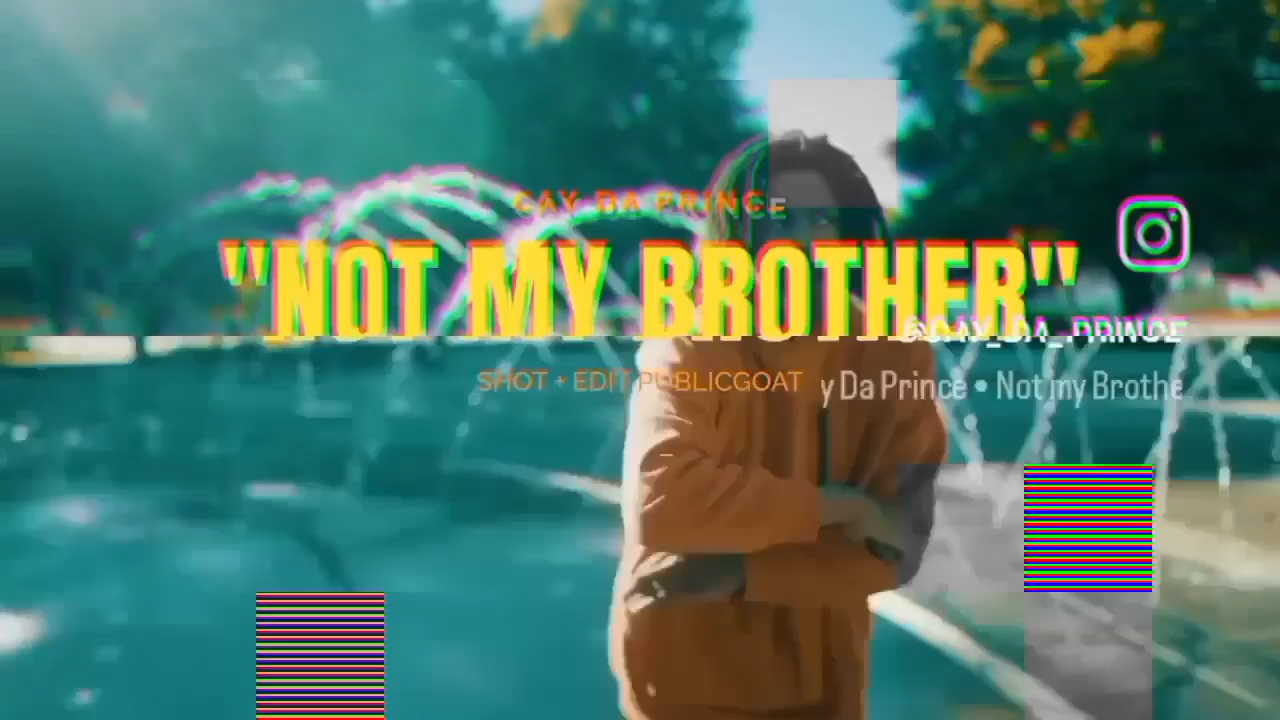 CAY DA PRINCE
"NOT MY BROTHER"
@CAY_DA_PRINCE
SHOT + EDIT PUBLICGOAT
y Da Prince • Not my Brothe